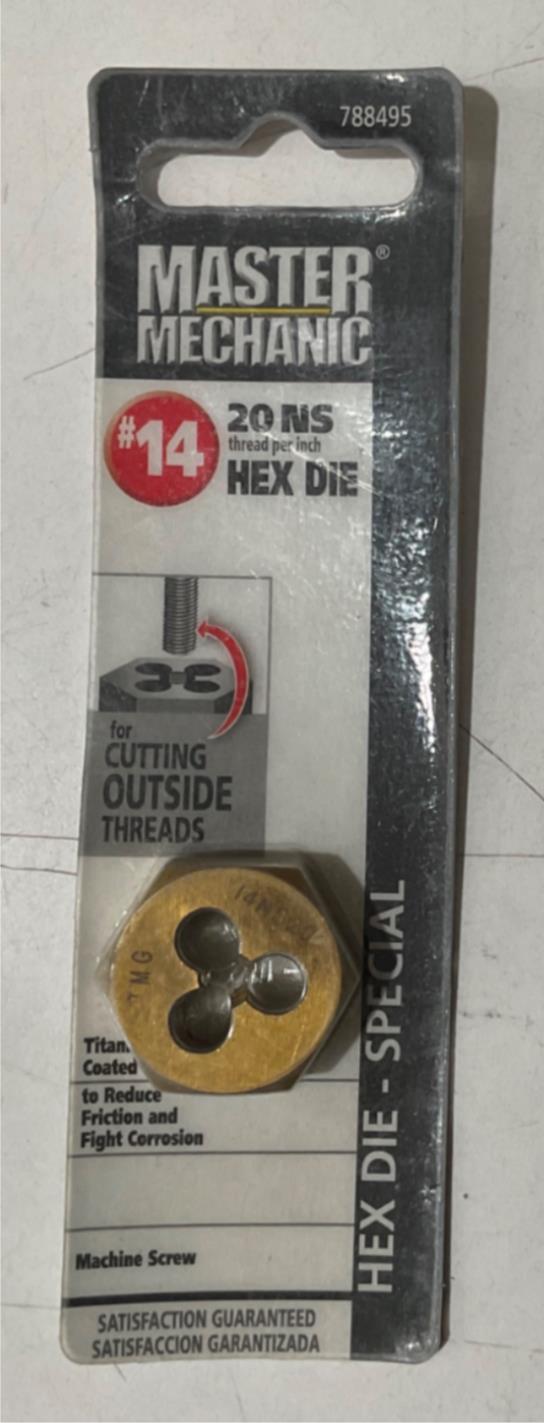 788495
MASTER®
MECHANIC
#14
20 NS
thread per inch
HEX DIE
for
CUTTING
OUTSIDE
THREADS
TMG
Coated
to Reduce
Friction and
Fight Corrosion
Machine Screw
HEX DIE - SPECIAL
SATISFACTION GUARANTEED
SATISFACCION GARANTIZADA